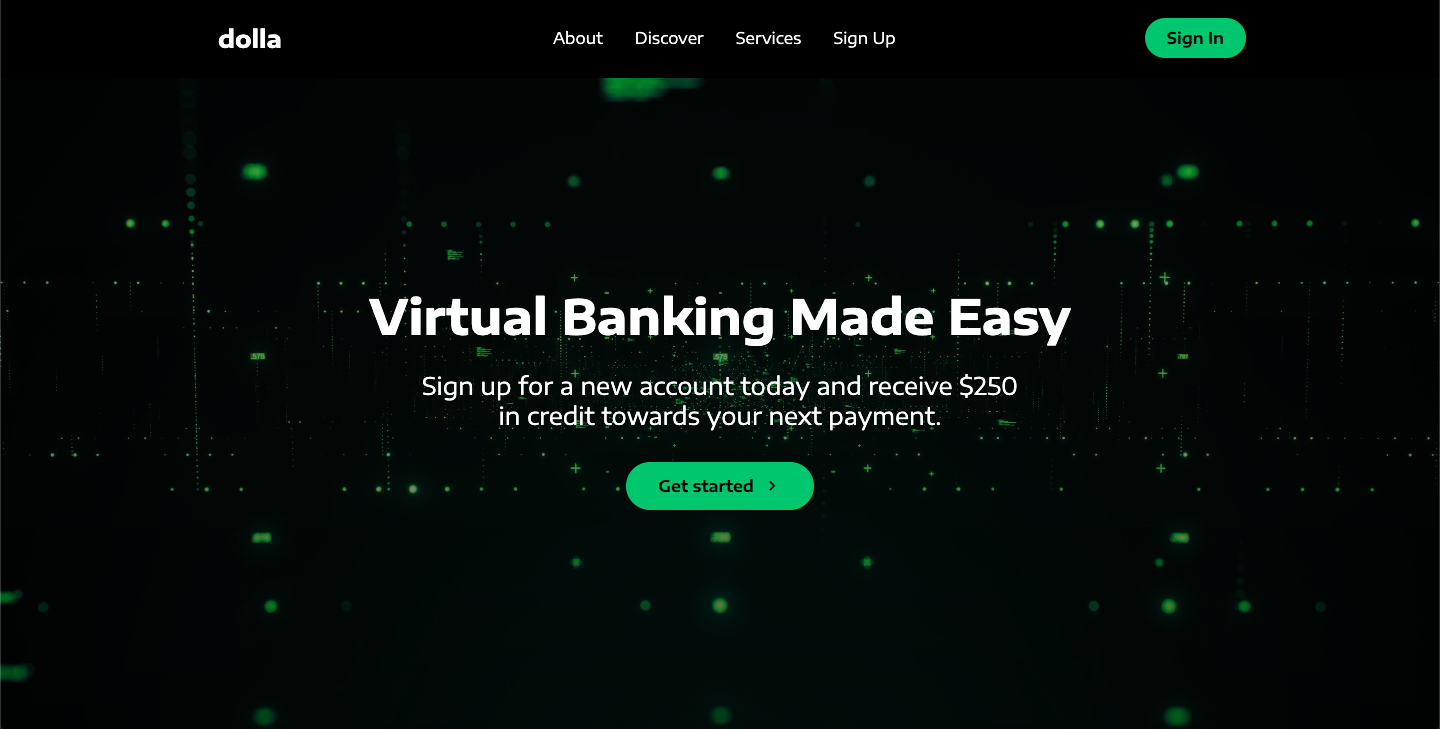 dolla
About
Discover
Services
Sign Up
Sign In
Virtual Banking Made Easy
Sign up for a new account today and receive $250
in credit towards your next payment.
Get started